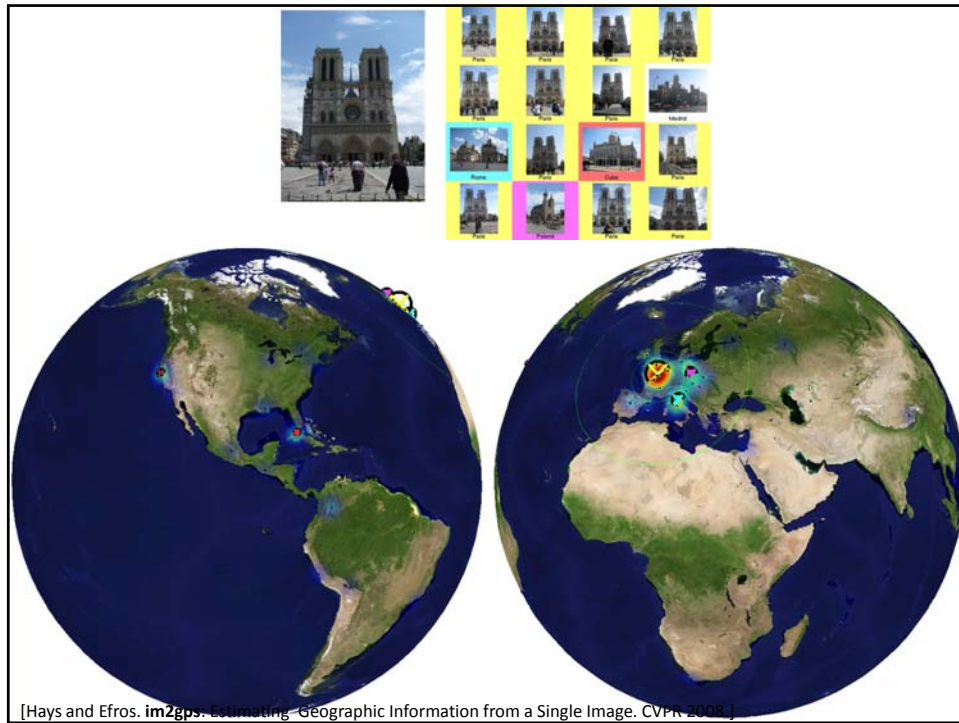 Paris Paris Paris Paris
Paris Paris Paris Madrid
Rome Paris Cuba Paris
Paris Poland Paris Paris
[Hays and Efros. im2gps: Estimating Geographic Information from a Single Image. CVPR 2008.]